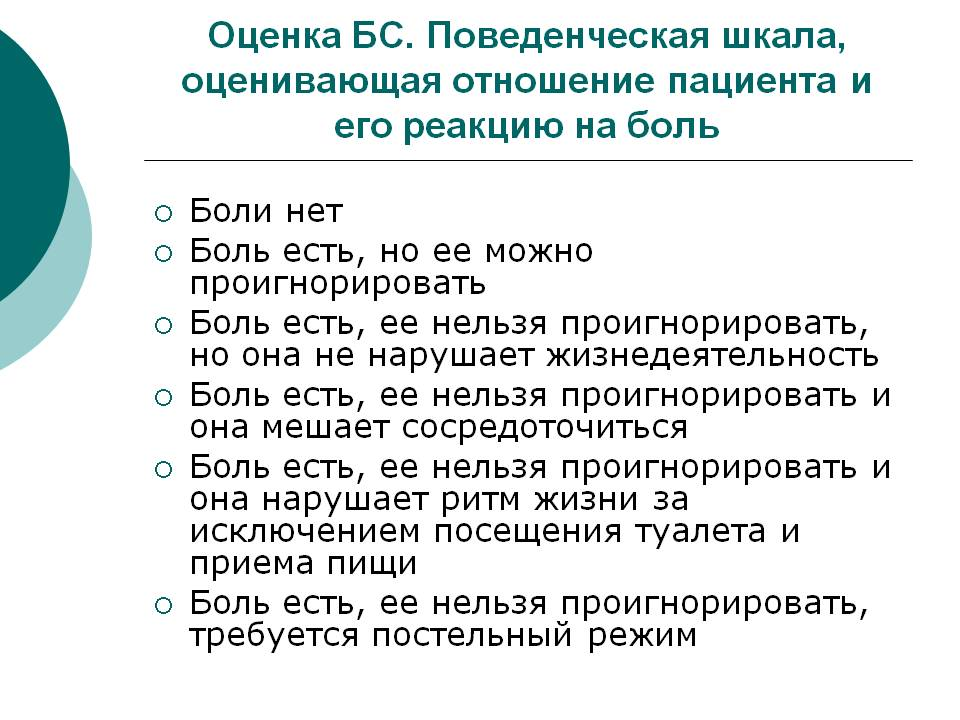 Оценка БС. Поведенческая шкала,
оценивающая отношение пациента и
его реакцию на боль
Боли нет
Боль есть, но ее можно
проигнорировать
Боль есть, ее нельзя проигнорировать,
но она не нарушает жизнедеятельность
Боль есть, ее нельзя проигнорировать и
она мешает сосредоточиться
Боль есть, ее нельзя проигнорировать и
она нарушает ритм жизни за
исключением посещения туалета и
приема пищи
Боль есть, ее нельзя проигнорировать,
требуется постельный режим